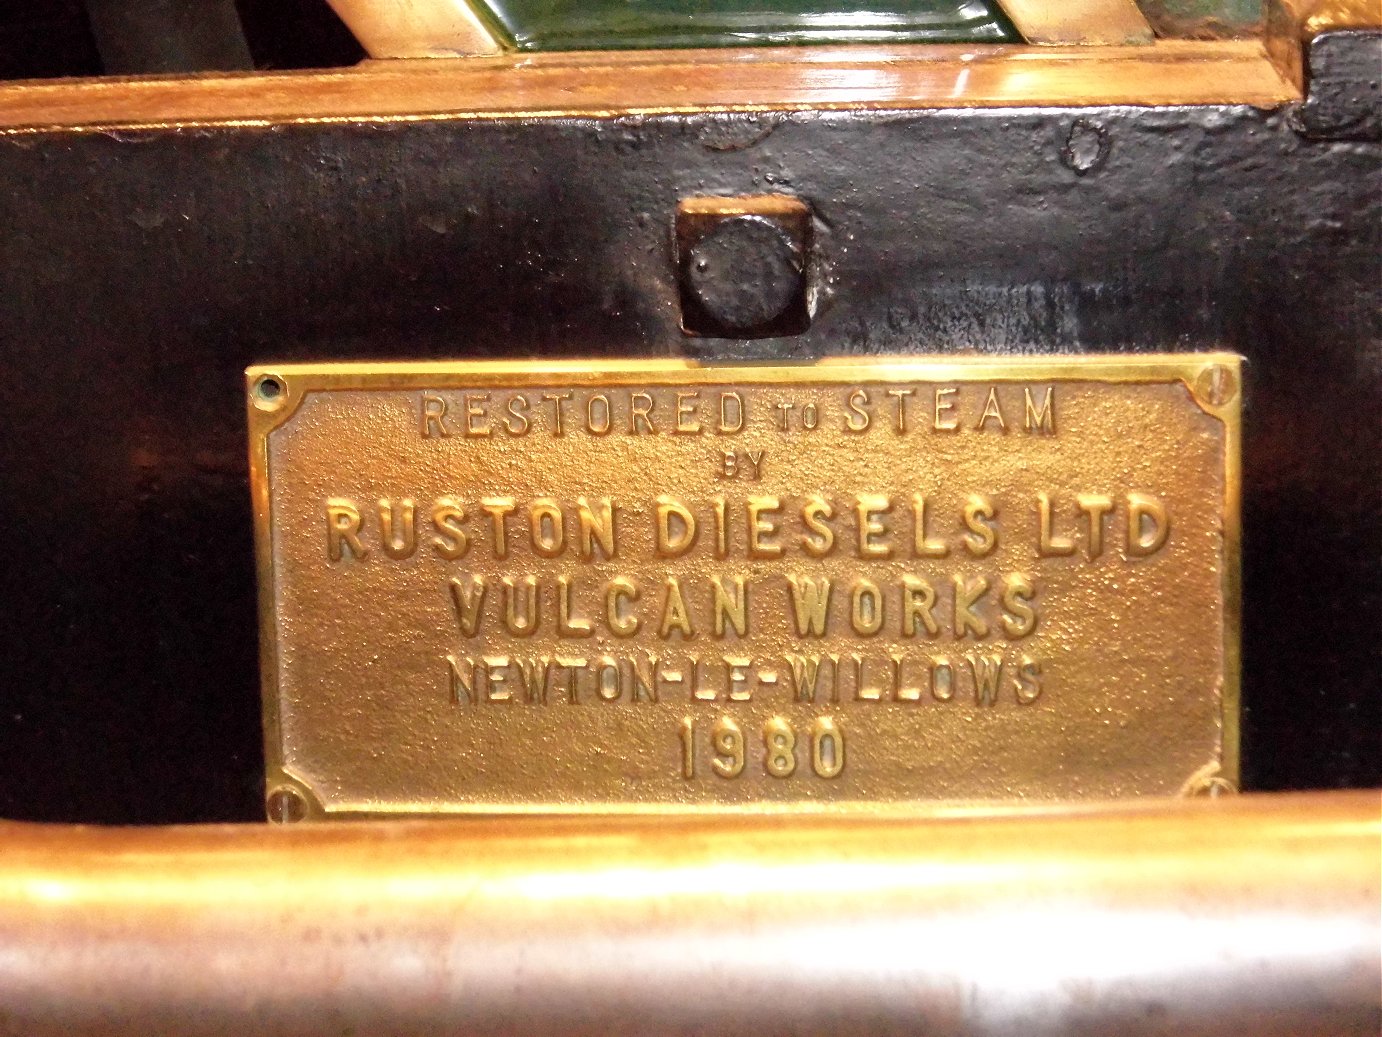 RESTORED TO STEAM
BY
RUSTON DIESELS LTD
VULCAN WORKS
NEWTON-LE-WILLOWS
1980